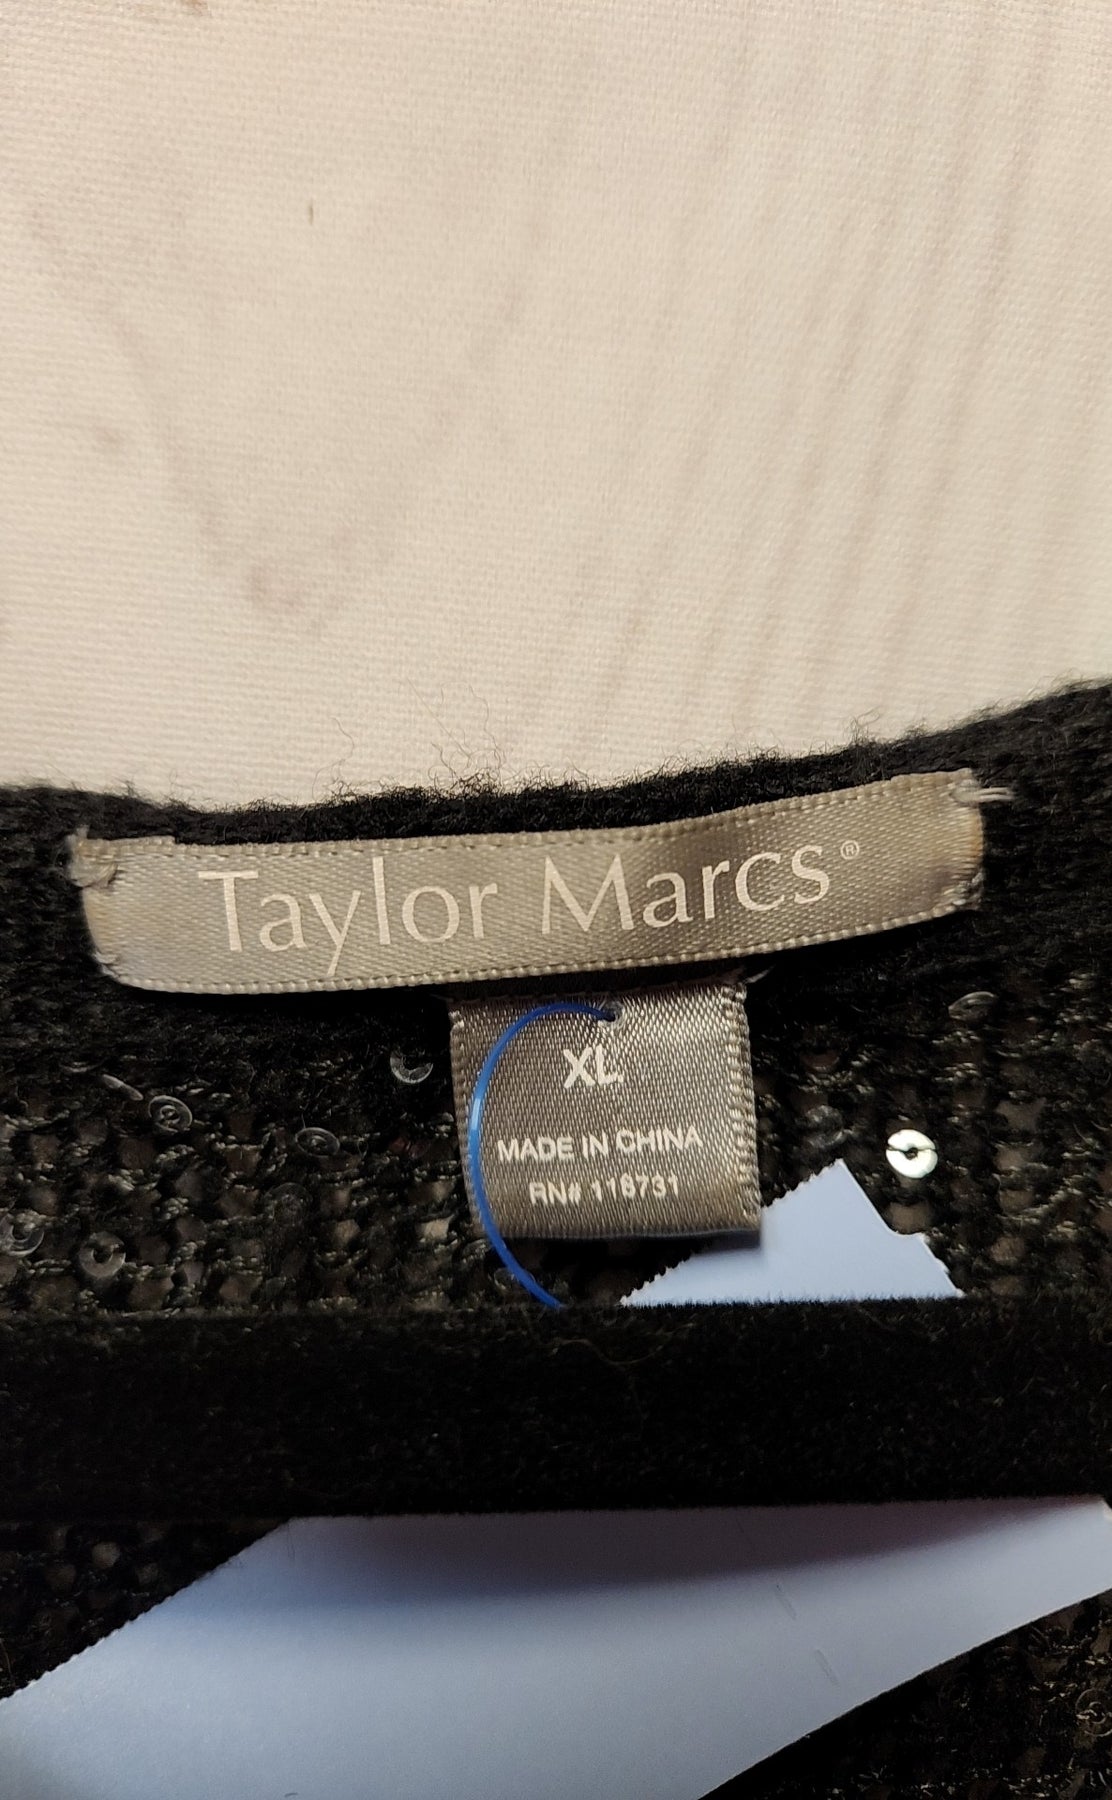 Taylor Marcs®
XL
MADE IN CHINA
RN# 118731